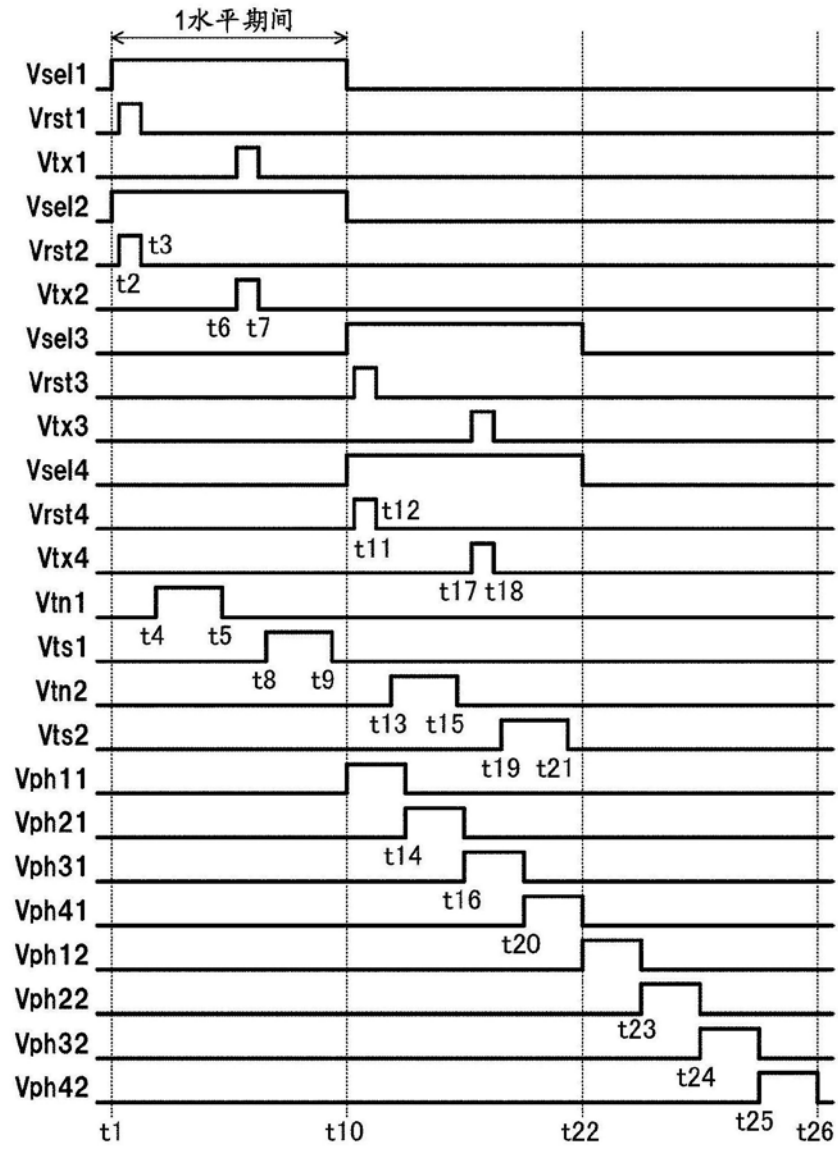 1水平期间
Vsel1
Vrst1
Vtx1
Vsel2
Vrst2
t3
t2
Vtx2
t6 t7
Vsel3
Vrst3
Vtx3
Vsel4
Vrst4
t12
t11
Vtx4
t17 t18
Vtn1
t4 t5
Vts1
t8 t9
Vtn2
t13 t15
Vts2
t19 t21
Vph11
Vph21
t14
Vph31
t16
Vph41
t20
Vph12
Vph22
t23
Vph32
t24
Vph42
t25
t1 t10 t22 t26